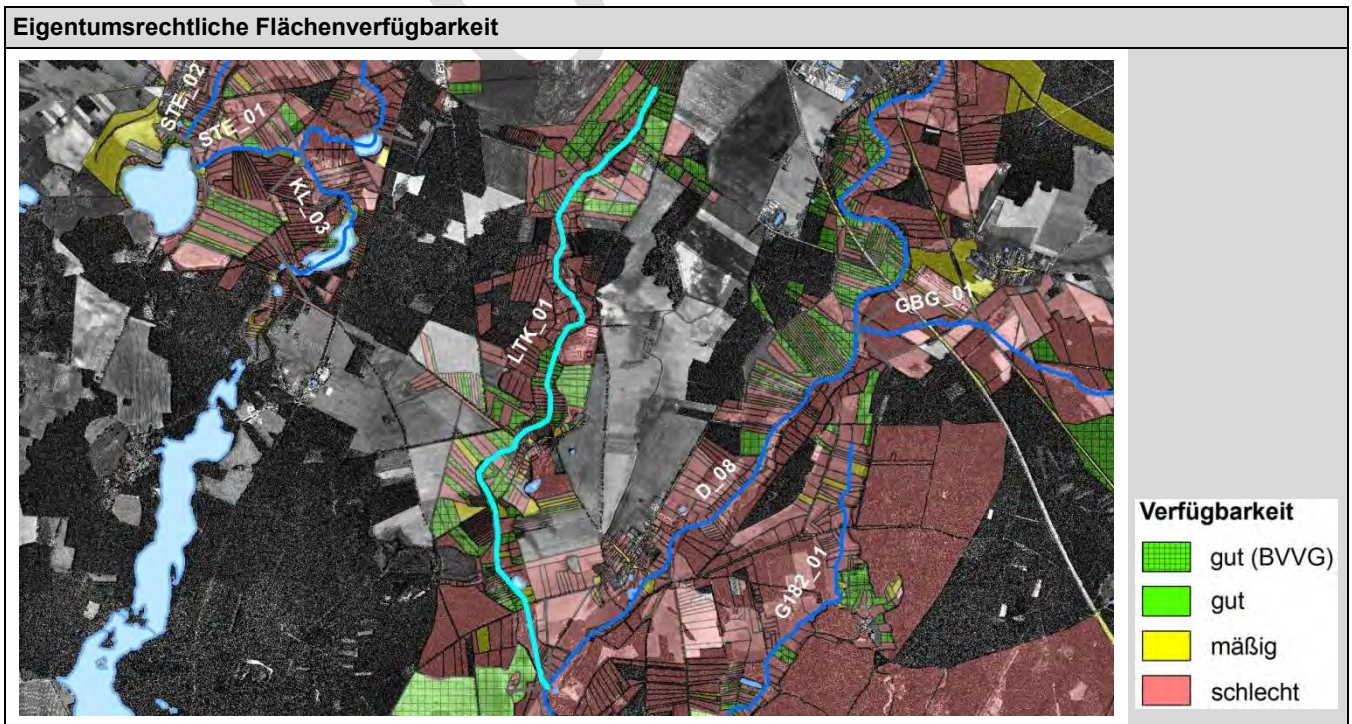 Eigentumsrechtliche Flächenverfügbarkeit
STE_02
STE_01
KL_03
LTK_01
GBG_01
D_08
G182_01
Verfügbarkeit
gut (BVVG)
gut
mäßig
schlecht